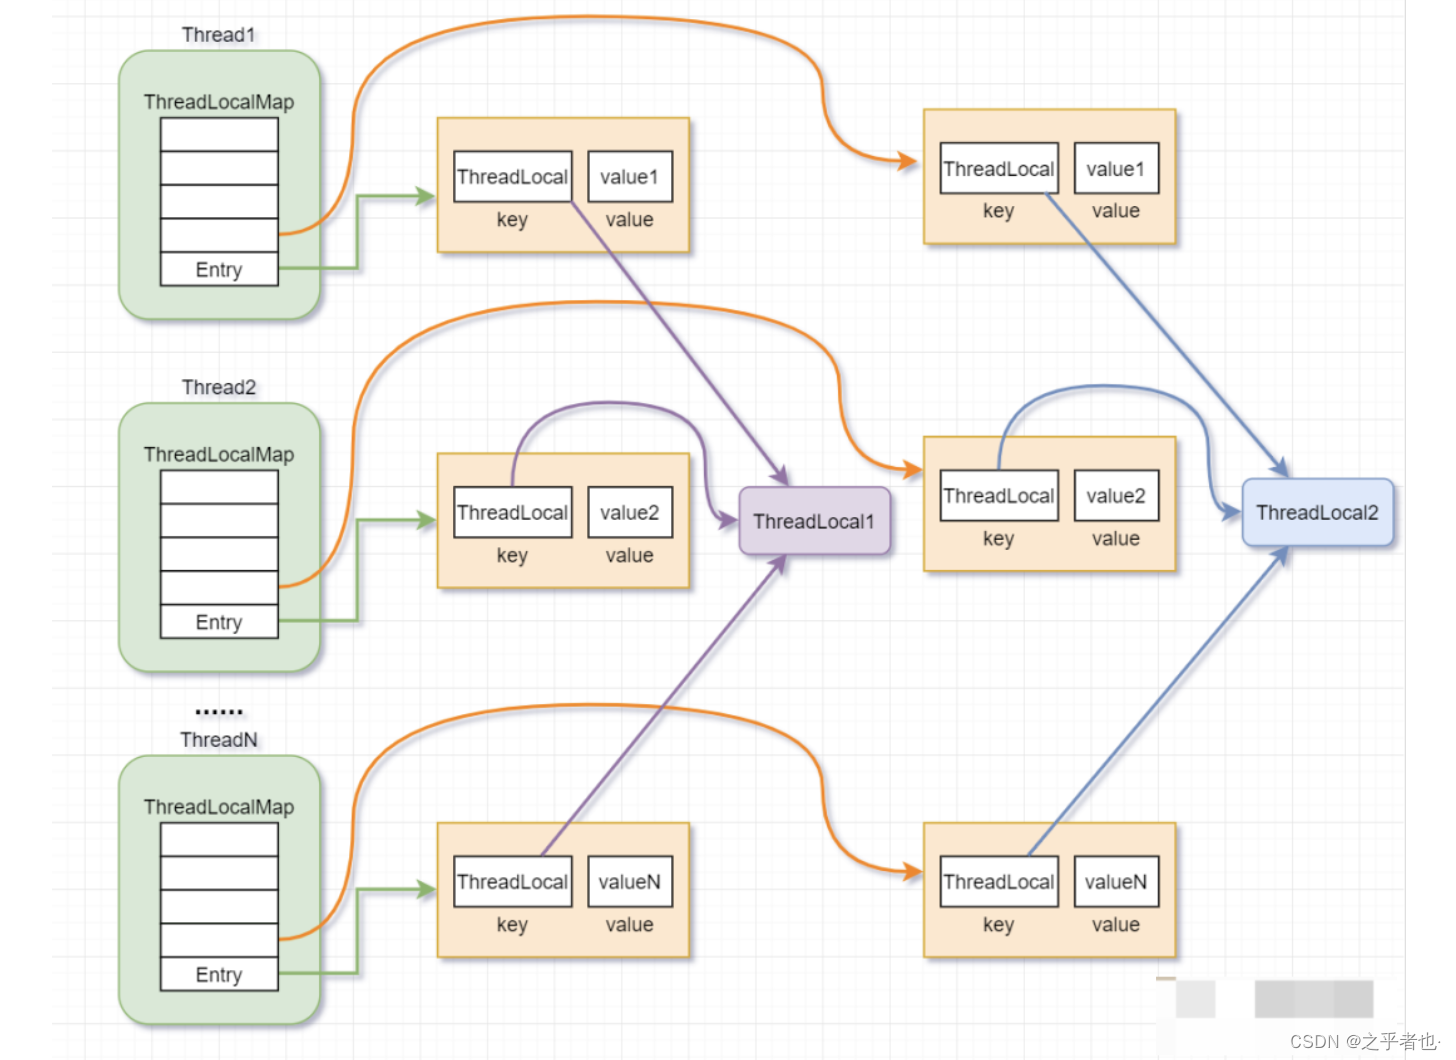 Thread1
ThreadLocalMap
Entry
ThreadLocal
value1
key
value
ThreadLocal
value1
key
value
Thread2
ThreadLocalMap
Entry
ThreadLocal
value2
key
value
ThreadLocal1
ThreadLocal
value2
key
value
ThreadLocal2
......
ThreadN
ThreadLocalMap
Entry
ThreadLocal
valueN
key
value
ThreadLocal
valueN
key
value
CSDN @之乎者也·